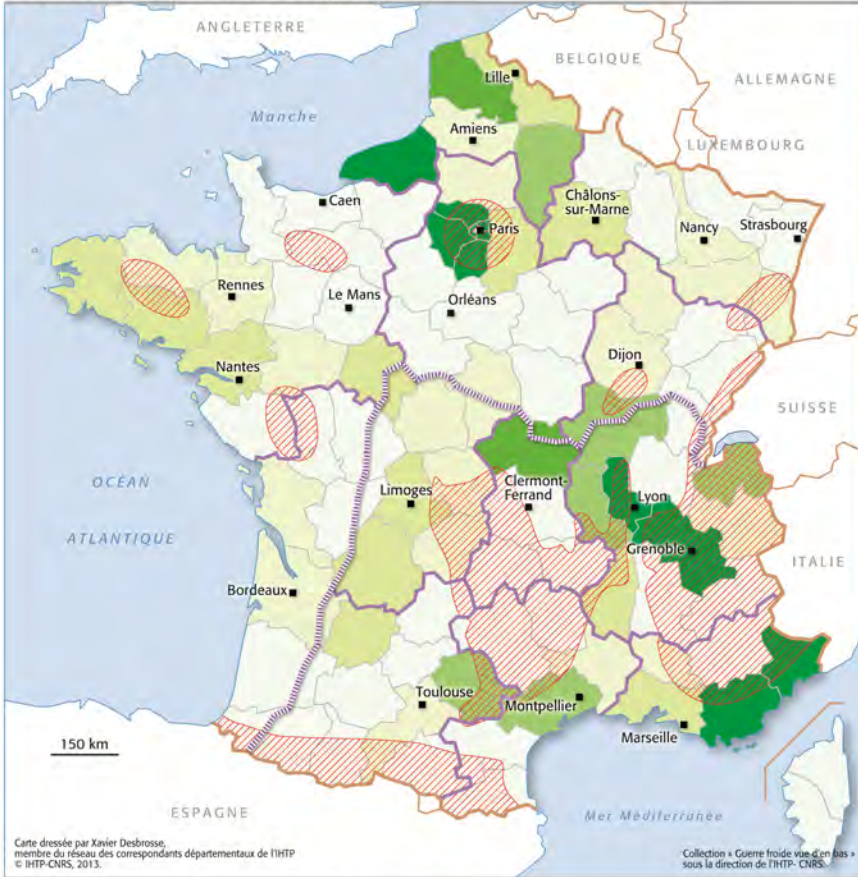 ANGLETERRE
BELGIQUE
Lille
ALLEMAGNE
Manche
Amiens
LUXEMBOURG
Caen
Châlons-
sur-Marne
Paris
Nancy
Strasbourg
Rennes
Le Mans
Orléans
Nantes
Dijon
SUISSE
OCÉAN
ATLANTIQUE
Limoges
Clermont-
Ferrand
Lyon
Grenoble
ITALIE
Bordeaux
Toulouse
Montpellier
Marseille
150 km
ESPAGNE
Mer Méditerranée
Carte dressée par Xavier Desbrosse,
membre du réseau des correspondants départementaux de l'IHTP
© IHTP-CNRS, 2013.
Collection « Guerre froide vue d'en bas »
sous la direction de l'IHTP- CNRS.